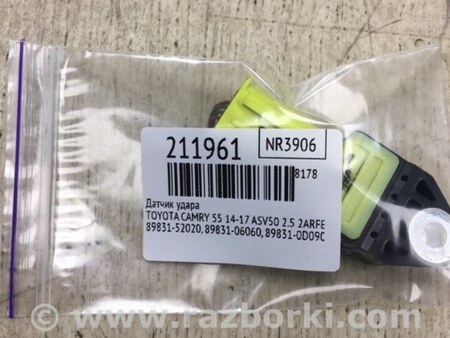 211961
NR3906
8178
Датчик удара
TOYOTA CAMRY 55 14-17 ASV50 2.5 2ARFE
89831-52020, 89831-06060, 89831-0D09C
www.razborki.com